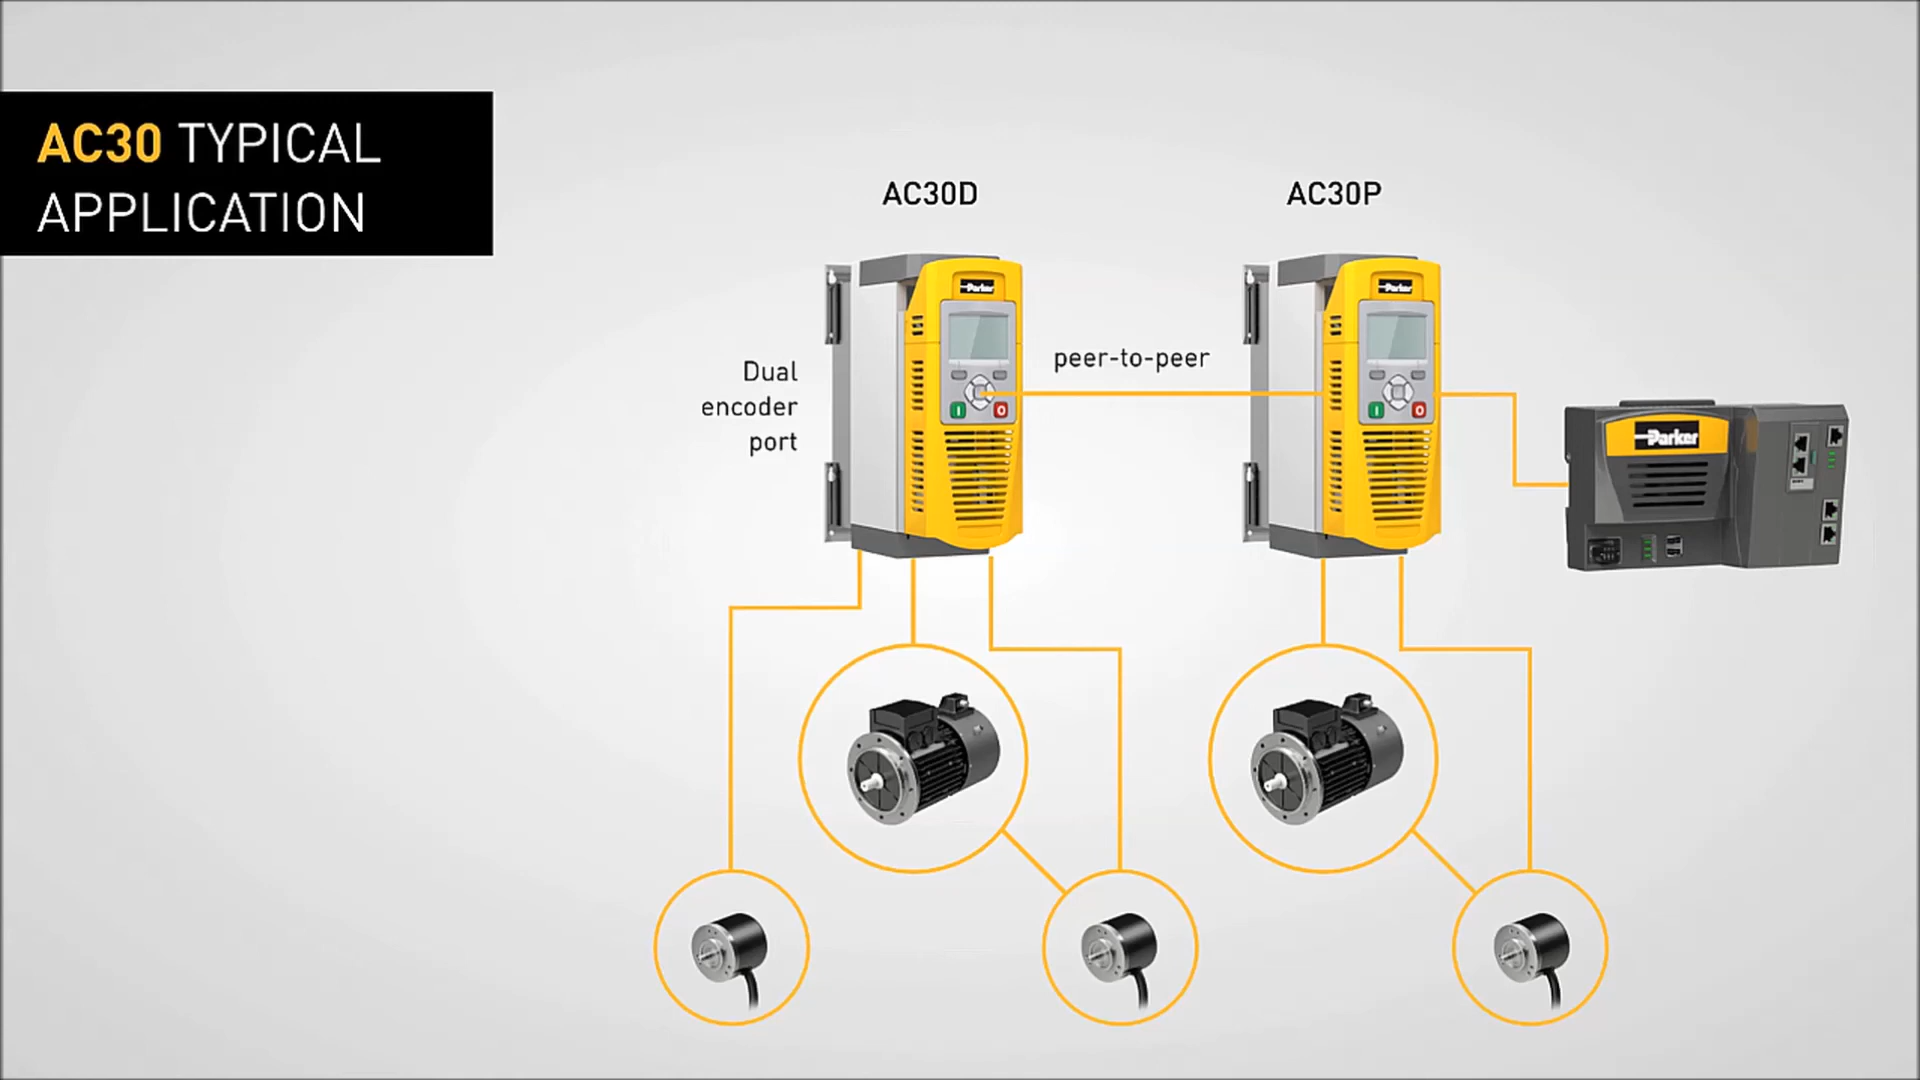 AC30 TYPICAL
APPLICATION
AC30D
AC30P
Parker
Parker
peer-to-peer
Dual
encoder
port
Parker